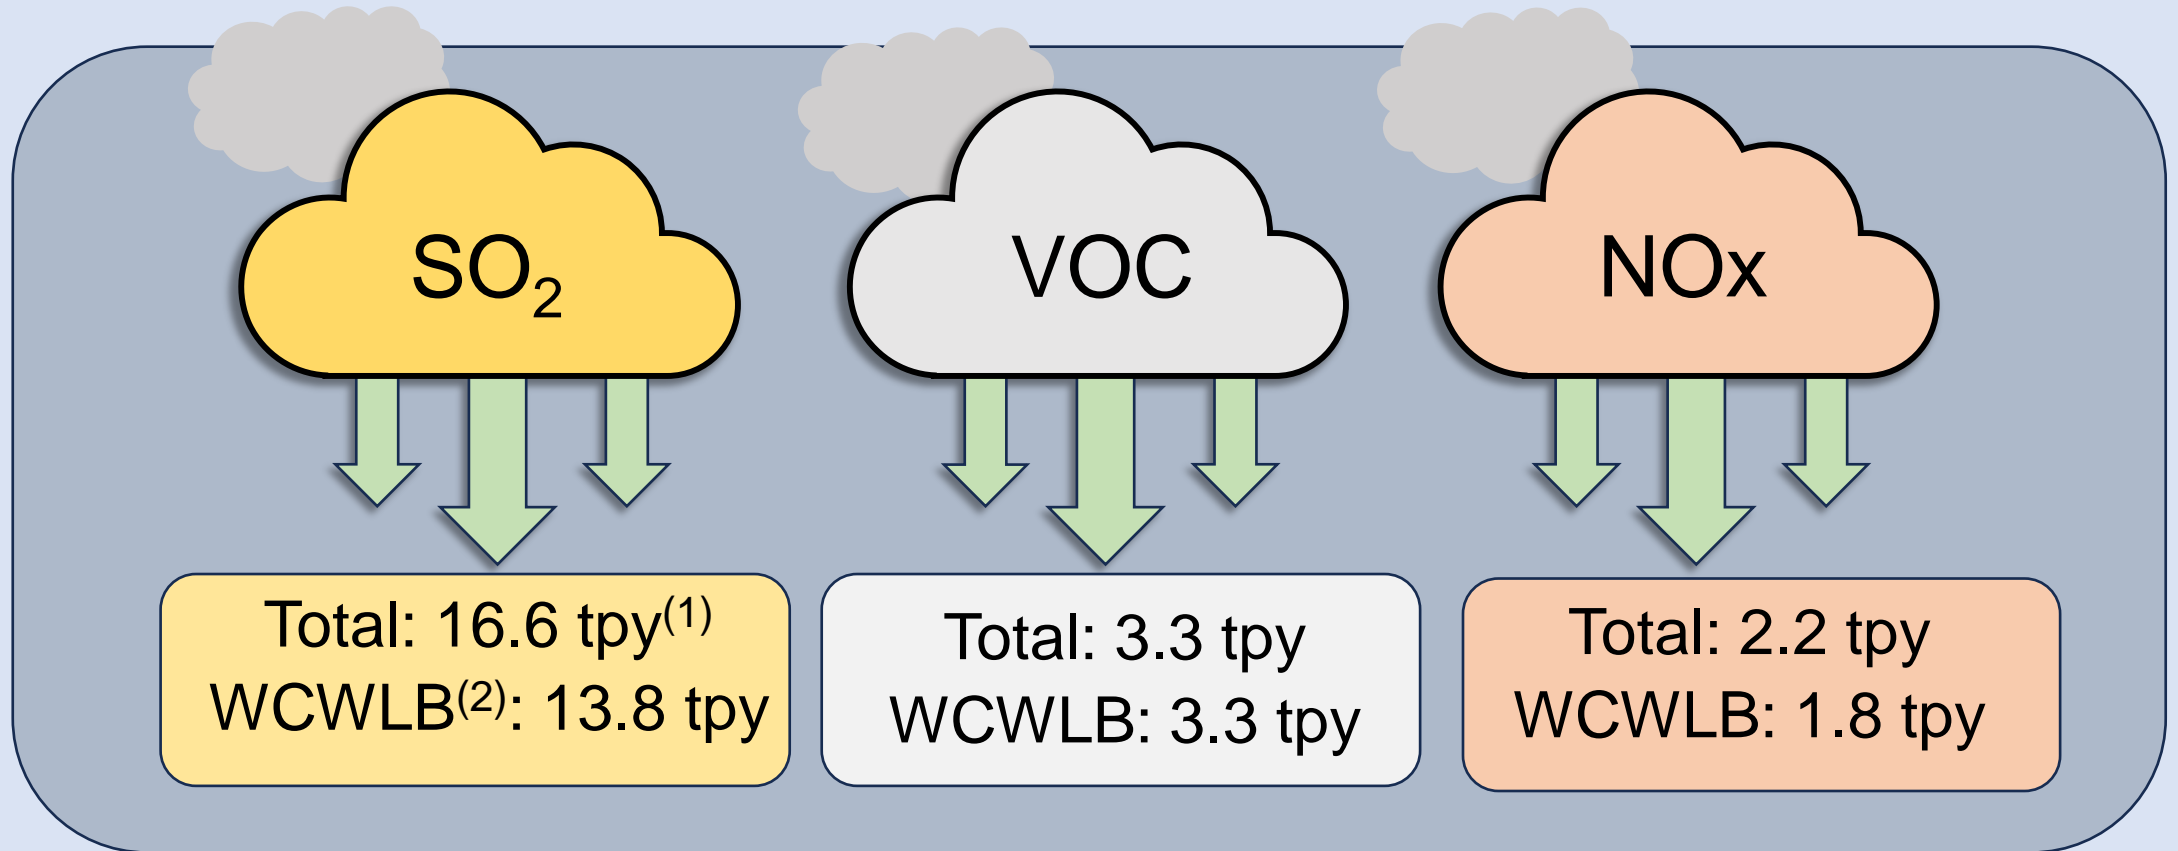 SO₂
VOC
NOx
Total: 16.6 tpy⁽¹⁾
WCWLB⁽²⁾: 13.8 tpy
Total: 3.3 tpy
WCWLB: 3.3 tpy
Total: 2.2 tpy
WCWLB: 1.8 tpy